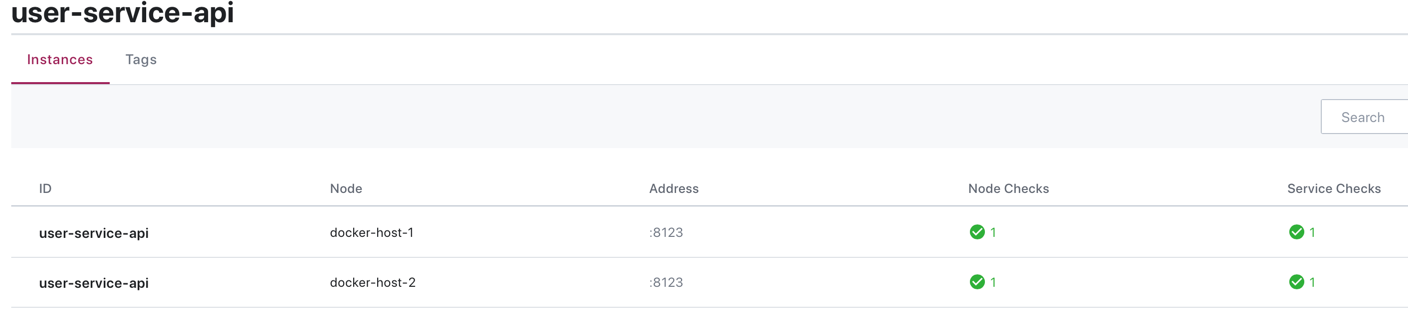 user-service-api
Instances Tags
Search
ID Node Address Node Checks Service Checks
user-service-api docker-host-1 :8123 1 1
user-service-api docker-host-2 :8123 1 1